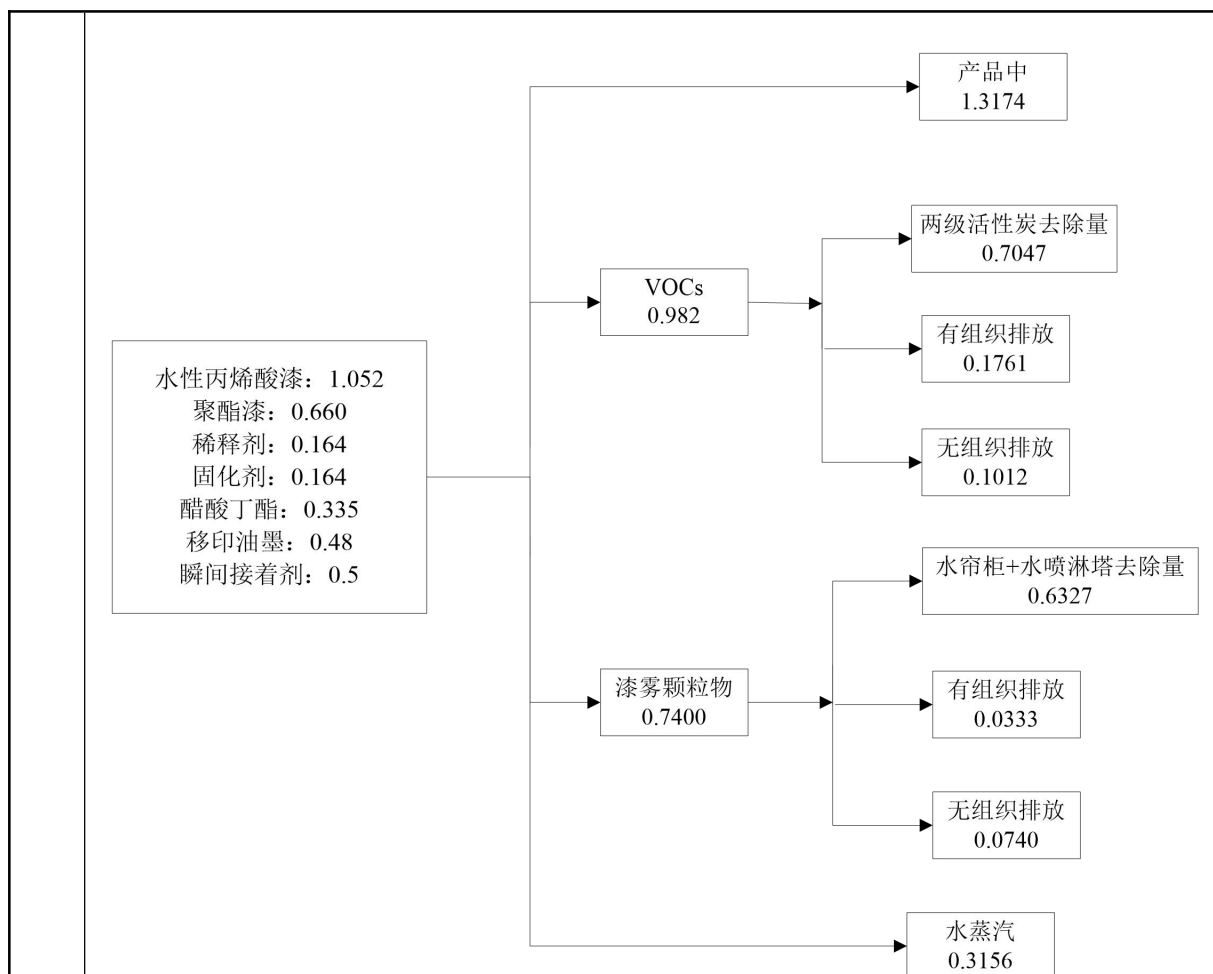 产品中
1.3174
两级活性炭去除量
0.7047
VOCs
0.982
有组织排放
0.1761
无组织排放
0.1012
水性丙烯酸漆：1.052
聚酯漆：0.660
稀释剂：0.164
固化剂：0.164
醋酸丁酯：0.335
移印油墨：0.48
瞬间接着剂：0.5
水帘柜+水喷淋塔去除量
0.6327
漆雾颗粒物
0.7400
有组织排放
0.0333
无组织排放
0.0740
水蒸汽
0.3156